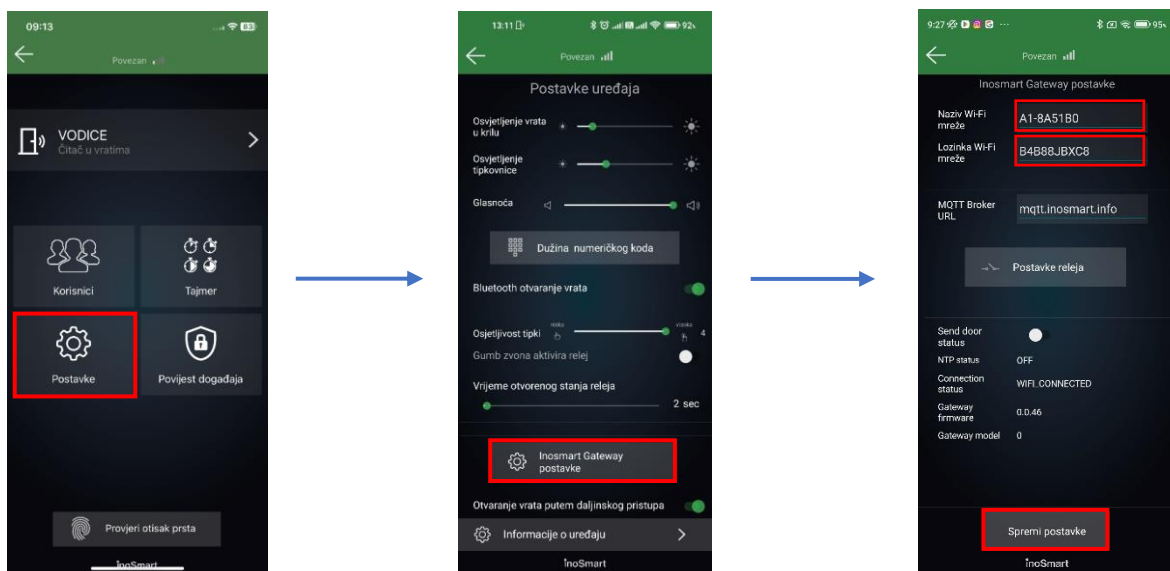 09:13
83
Povezan
VODICE
Čitač u vratima
Korisnici
Tajmer
Postavke
Povijest događaja
Provjeri otisak prsta
inoSmart
13:11
92
Povezan
Postavke uređaja
Osvjetljenje vrata
u krilu
Osvjetljenje
tipkovnice
Glasnoća
Dužina numeričkog koda
Bluetooth otvaranje vrata
Osjetljivost tipki
niska
visoka
4
Gumb zvona aktivira relej
Vrijeme otvorenog stanja releja
2 sec
Inosmart Gateway
postavke
Otvaranje vrata putem daljinskog pristupa
Informacije o uređaju
inoSmart
9:27
95
Povezan
Inosmart Gateway postavke
Naziv Wi-Fi
mreže
A1-8A51B0
Lozinka Wi-Fi
mreže
B4B88JBXC8
MQTT Broker
URL
mqtt.inosmart.info
Postavke releja
Send door
status
NTP status
OFF
Connection
status
WIFI_CONNECTED
Gateway
firmware
0.0.46
Gateway model
0
Spremi postavke
inoSmart